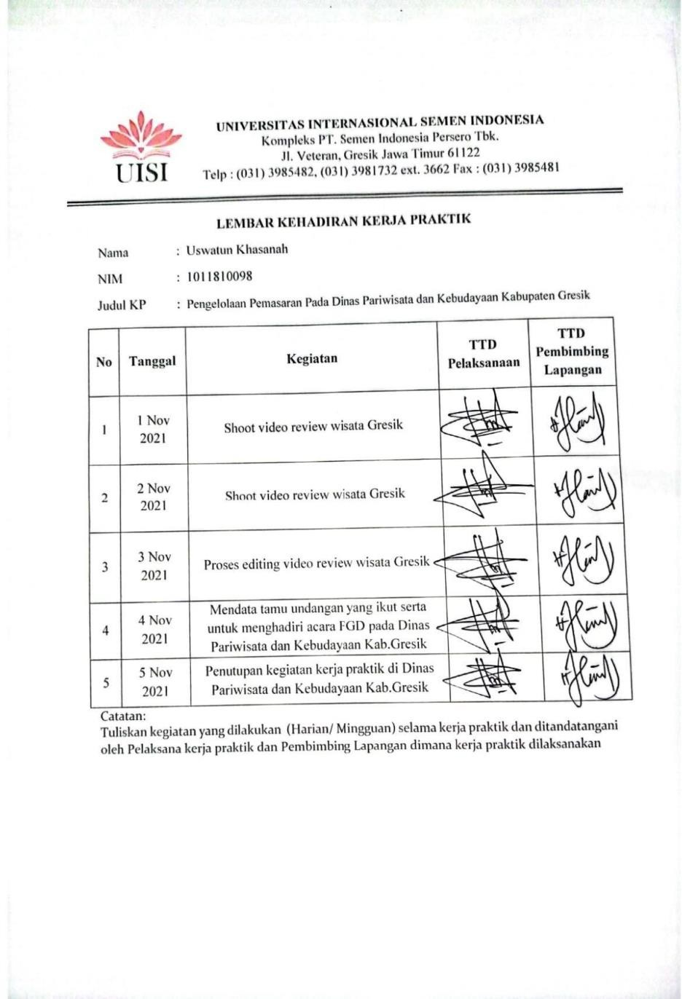 UISI
UNIVERSITAS INTERNASIONAL SEMEN INDONESIA
Kompleks PT. Semen Indonesia Persero Tbk.
Jl. Veteran, Gresik Jawa Timur 61122
Telp : (031) 3985482, (031) 3981732 ext. 3662 Fax : (031) 3985481
LEMBAR KEHADIRAN KERJA PRAKTIK
Nama : Uswatun Khasanah
NIM : 1011810098
Judul KP : Pengelolaan Pemasaran Pada Dinas Pariwisata dan Kebudayaan Kabupaten Gresik
No Tanggal Kegiatan TTD Pelaksanaan TTD Pembimbing Lapangan
1 1 Nov 2021 Shoot video review wisata Gresik
2 2 Nov 2021 Shoot video review wisata Gresik
3 3 Nov 2021 Proses editing video review wisata Gresik
4 4 Nov 2021 Mendata tamu undangan yang ikut serta
untuk menghadiri acara FGD pada Dinas
Pariwisata dan Kebudayaan Kab.Gresik
5 5 Nov 2021 Penutupan kegiatan kerja praktik di Dinas
Pariwisata dan Kebudayaan Kab.Gresik
Catatan:
Tuliskan kegiatan yang dilakukan (Harian/ Mingguan) selama kerja praktik dan ditandatangani
oleh Pelaksana kerja praktik dan Pembimbing Lapangan dimana kerja praktik dilaksanakan